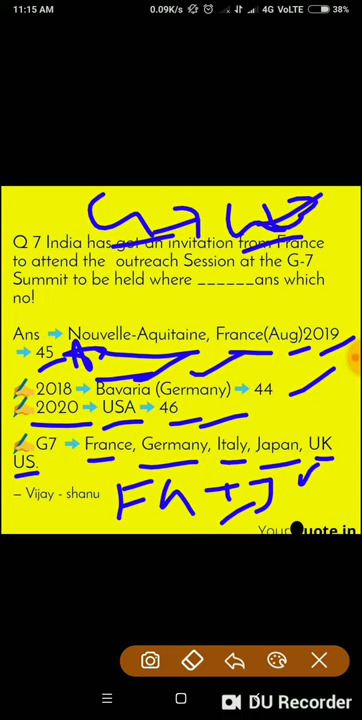 11:15 AM 0.09K/s 4G VoLTE 38%
Q 7 India has got an invitation from France
to attend the outreach Session at the G-7
Summit to be held where ______ans which
no!
Ans ➡ Nouvelle-Aquitaine, France(Aug)2019
➡ 45
✍ 2018 ➡ Bavaria (Germany) ➡ 44
✍ 2020 ➡ USA ➡ 46
✍ G7 ➡ France, Germany, Italy, Japan, UK
US.
– Vijay - shanu
YourQuote.in
DU Recorder